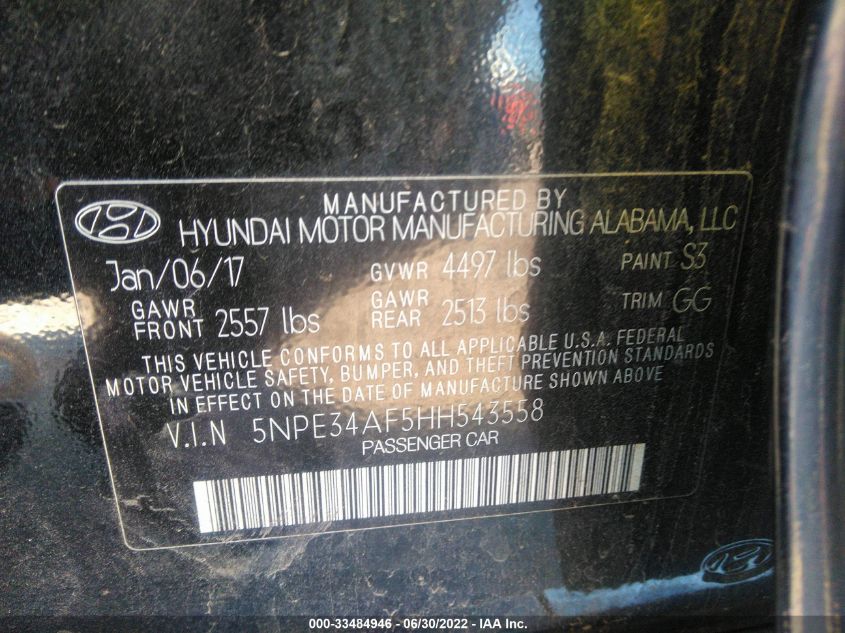 MANUFACTURED BY
HYUNDAI MOTOR MANUFACTURING ALABAMA, LLC
Jan/06/17 GVWR 4497 lbs PAINT S3
GAWR FRONT 2557 lbs GAWR REAR 2513 lbs TRIM GG
THIS VEHICLE CONFORMS TO ALL APPLICABLE U.S.A. FEDERAL
MOTOR VEHICLE SAFETY, BUMPER, AND THEFT PREVENTION STANDARDS
IN EFFECT ON THE DATE OF MANUFACTURE SHOWN ABOVE
V.I.N 5NPE34AF5HH543558
PASSENGER CAR
000-33484946 - 06/30/2022 - IAA Inc.